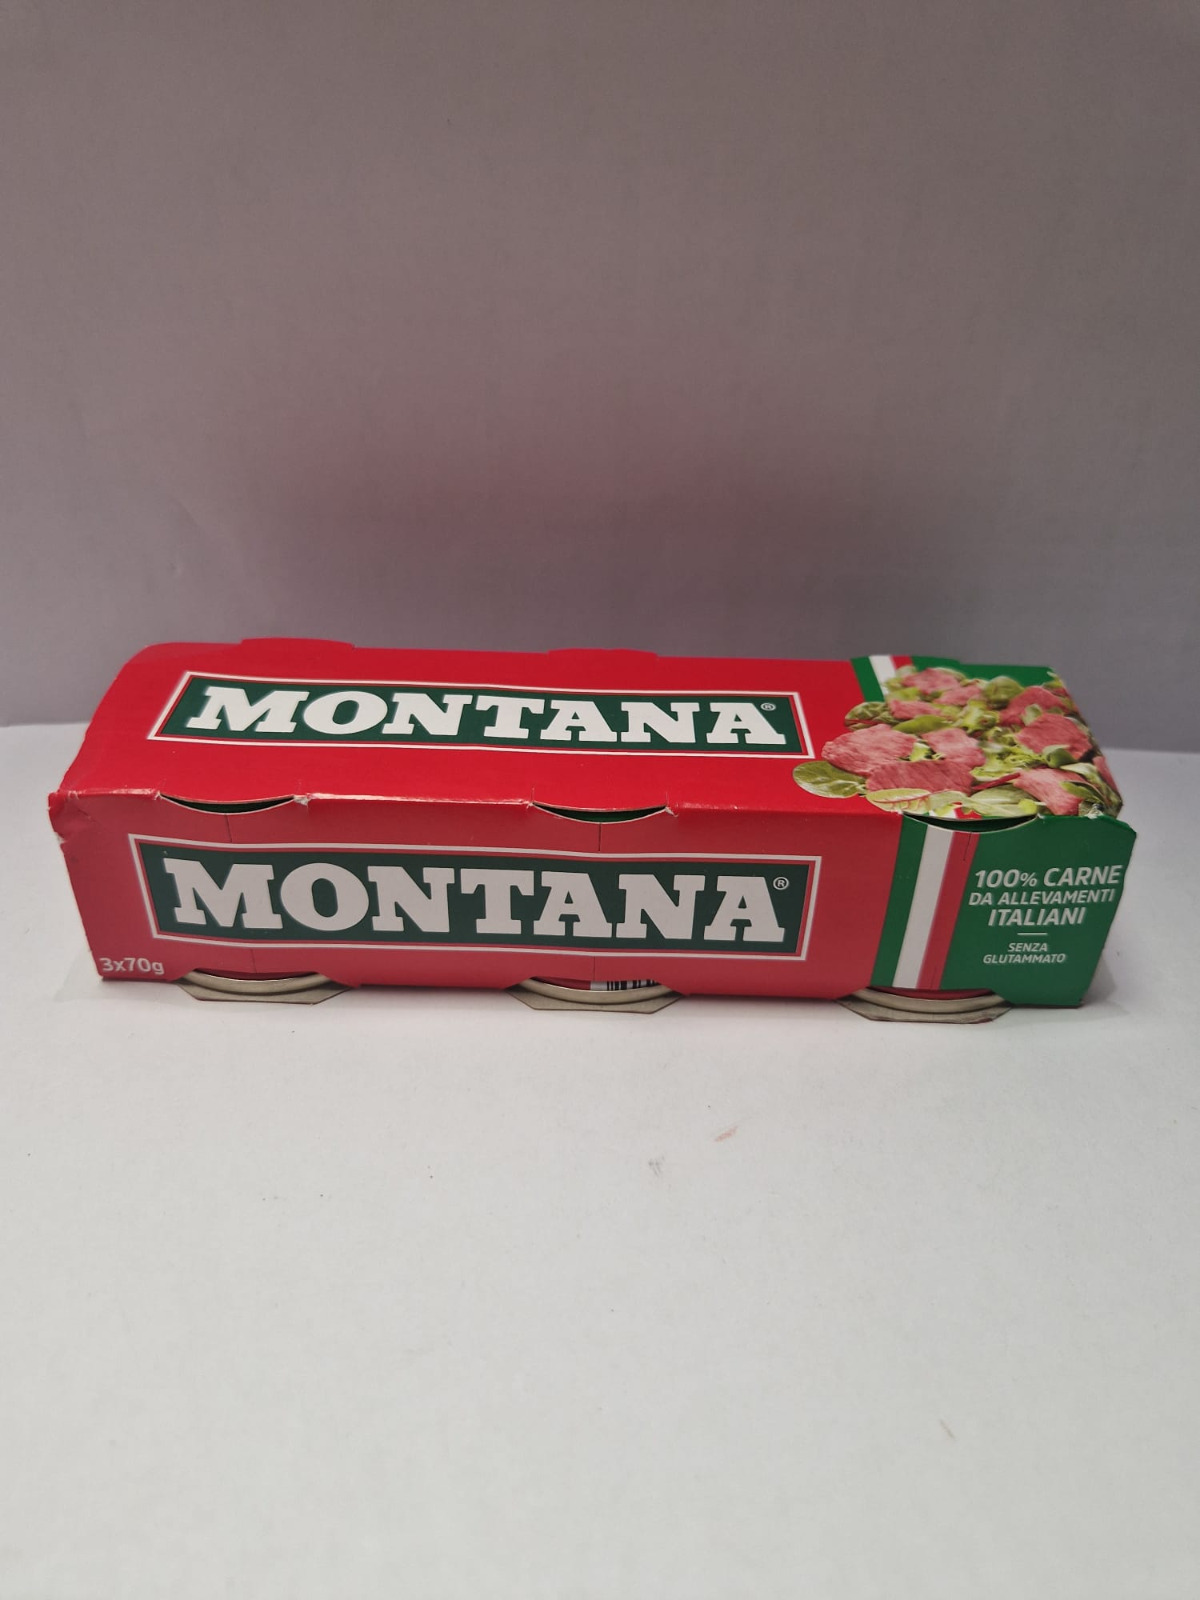 MONTANA®
MONTANA®
3x70g
100% CARNE
DA ALLEVAMENTI
ITALIANI
SENZA
GLUTAMMATO